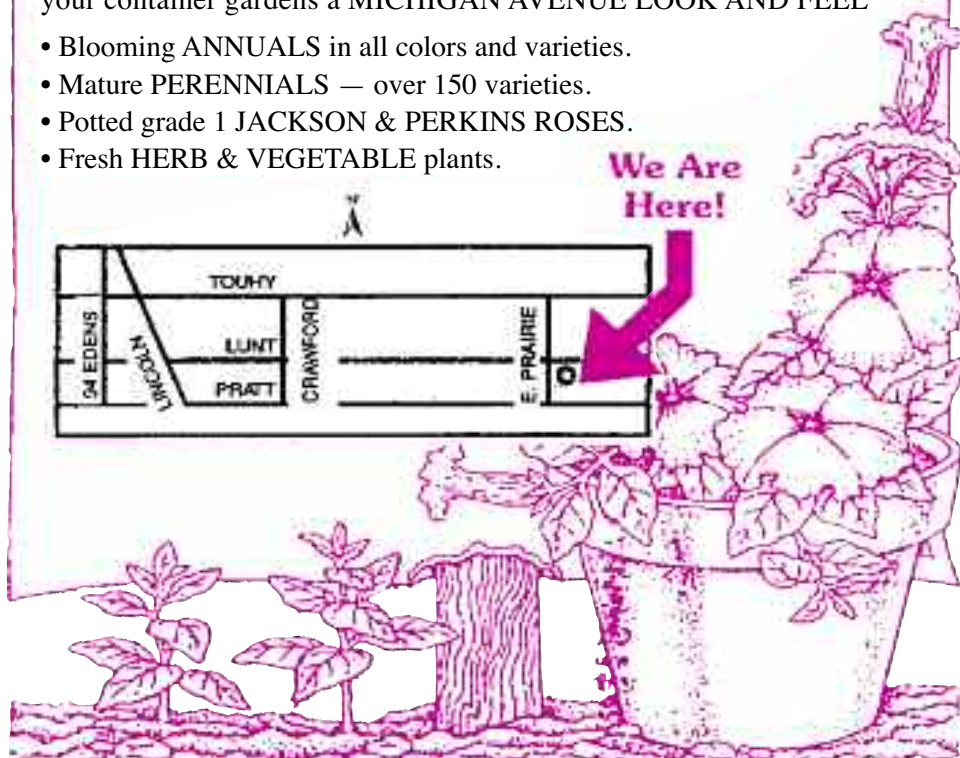 your container gardens a MICHIGAN AVENUE LOOK AND FEEL
• Blooming ANNUALS in all colors and varieties.
• Mature PERENNIALS — over 150 varieties.
• Potted grade 1 JACKSON & PERKINS ROSES.
• Fresh HERB & VEGETABLE plants.
We Are
Here!
TOUHY
94 EDENS
LINCOLN
LUNT
PRATT
CRAWFORD
E. PRAIRIE